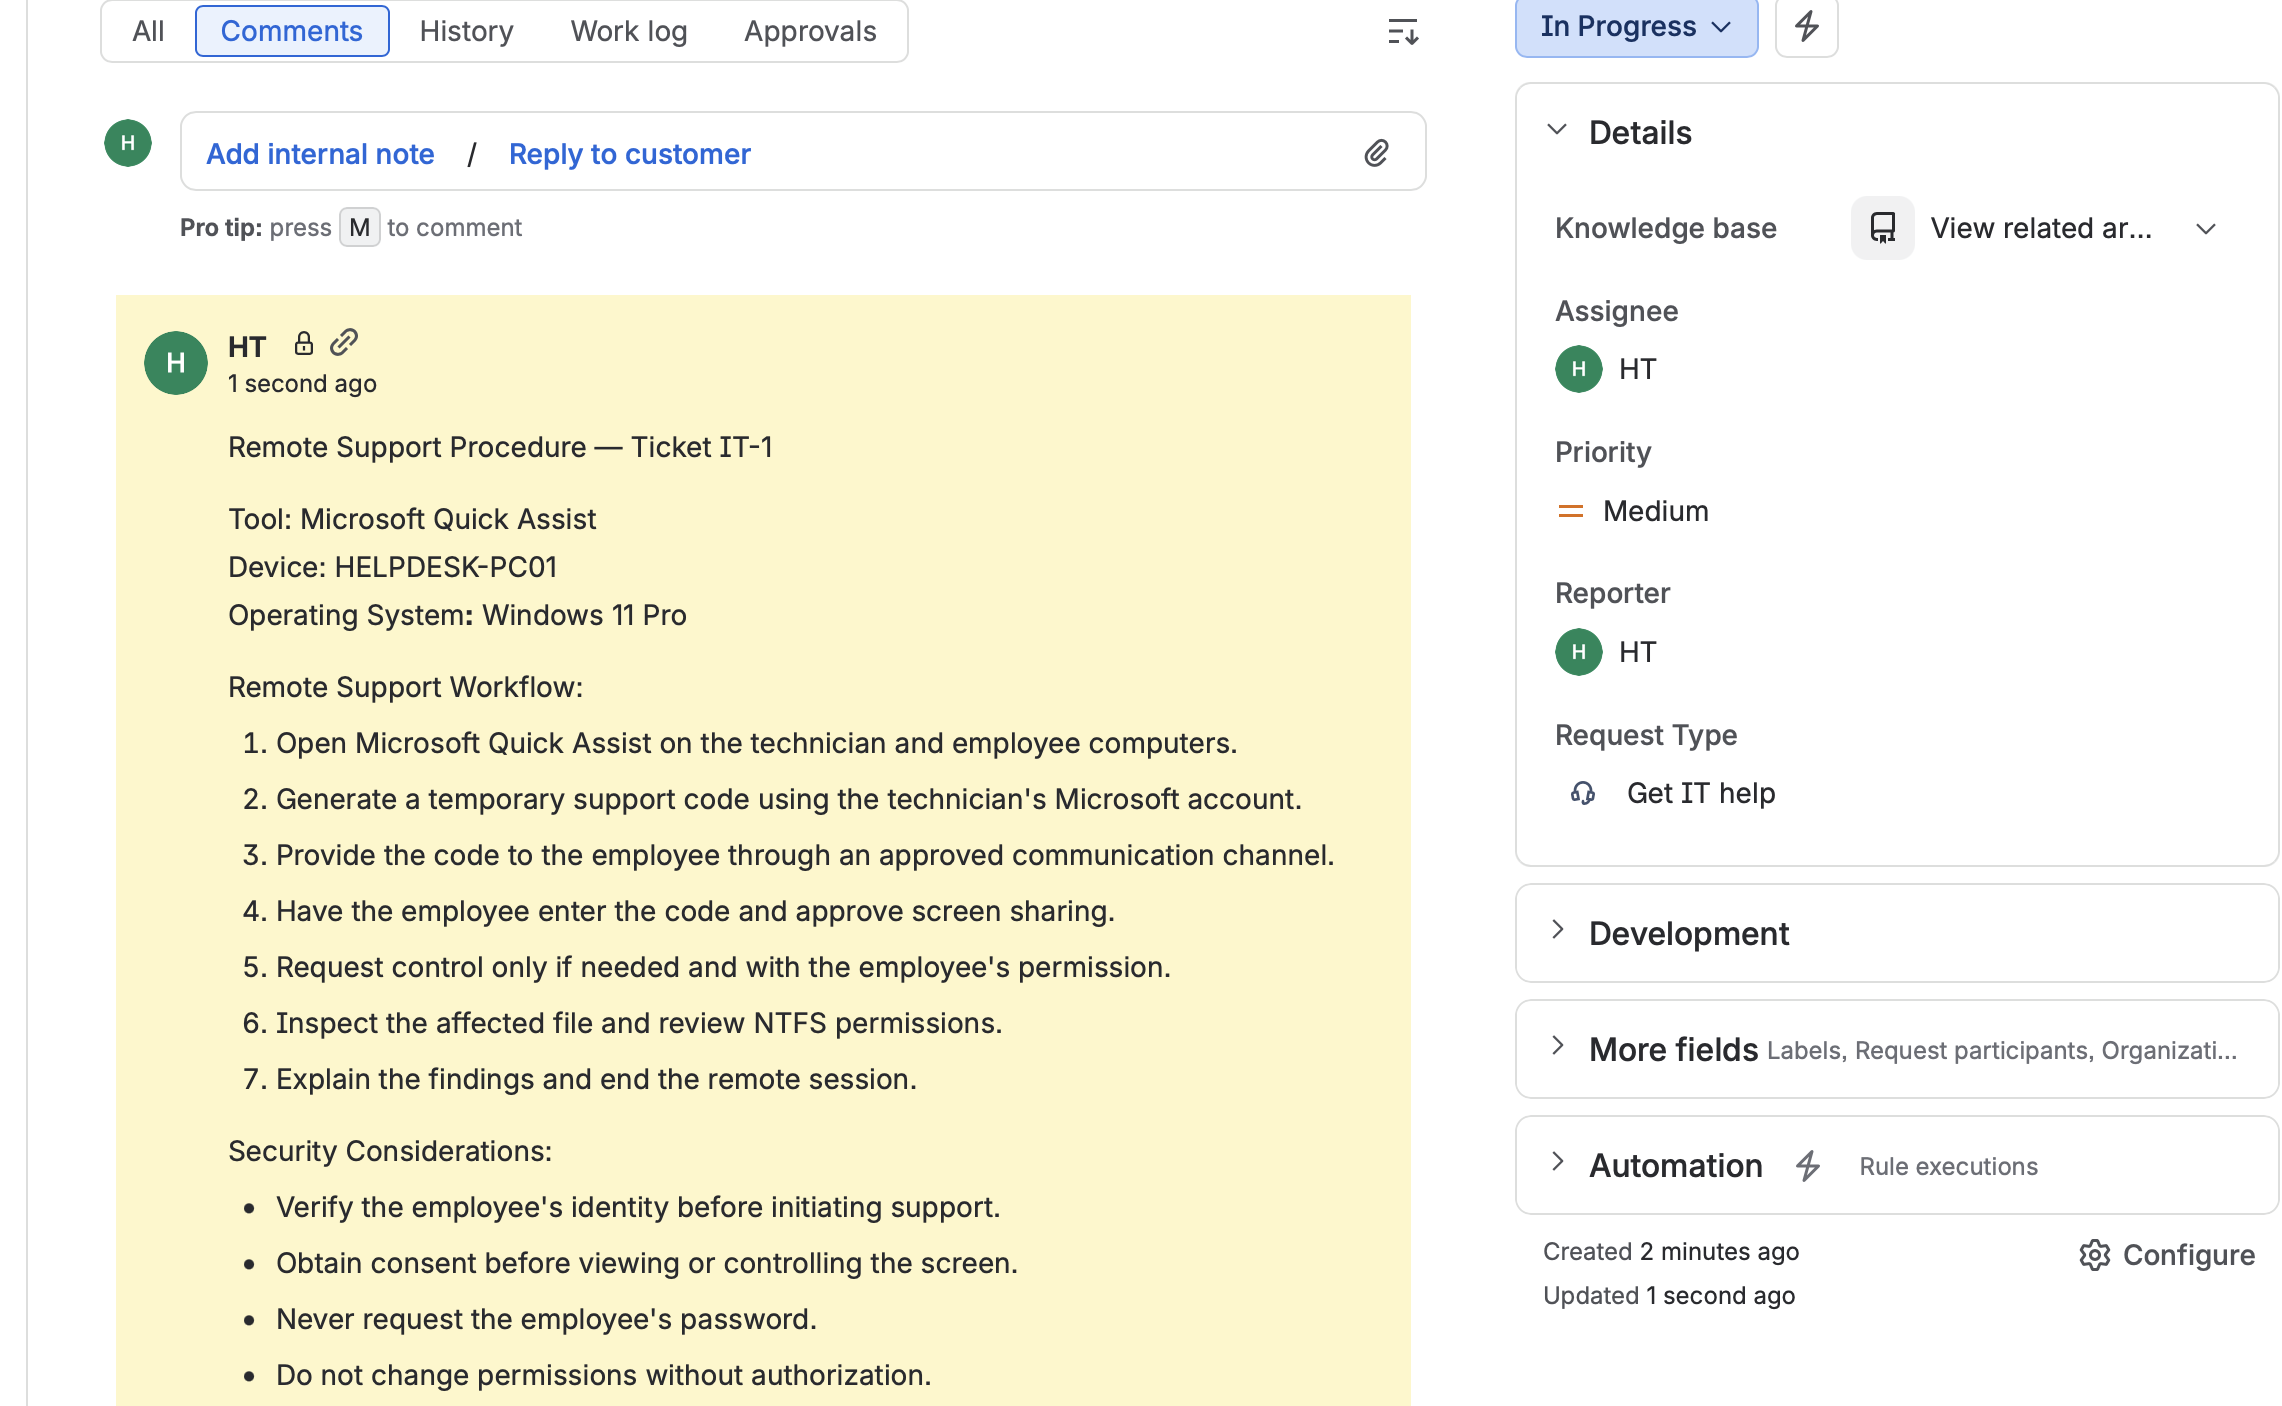 All
Comments
History
Work log
Approvals
H
Add internal note / Reply to customer
Pro tip: press M to comment
H
HT
1 second ago
Remote Support Procedure — Ticket IT-1
Tool: Microsoft Quick Assist
Device: HELPDESK-PC01
Operating System: Windows 11 Pro
Remote Support Workflow:
1. Open Microsoft Quick Assist on the technician and employee computers.
2. Generate a temporary support code using the technician's Microsoft account.
3. Provide the code to the employee through an approved communication channel.
4. Have the employee enter the code and approve screen sharing.
5. Request control only if needed and with the employee's permission.
6. Inspect the affected file and review NTFS permissions.
7. Explain the findings and end the remote session.
Security Considerations:
• Verify the employee's identity before initiating support.
• Obtain consent before viewing or controlling the screen.
• Never request the employee's password.
• Do not change permissions without authorization.
In Progress
Details
Knowledge base
View related ar...
Assignee
H HT
Priority
Medium
Reporter
H HT
Request Type
Get IT help
Development
More fields Labels, Request participants, Organizati...
Automation Rule executions
Created 2 minutes ago
Configure
Updated 1 second ago